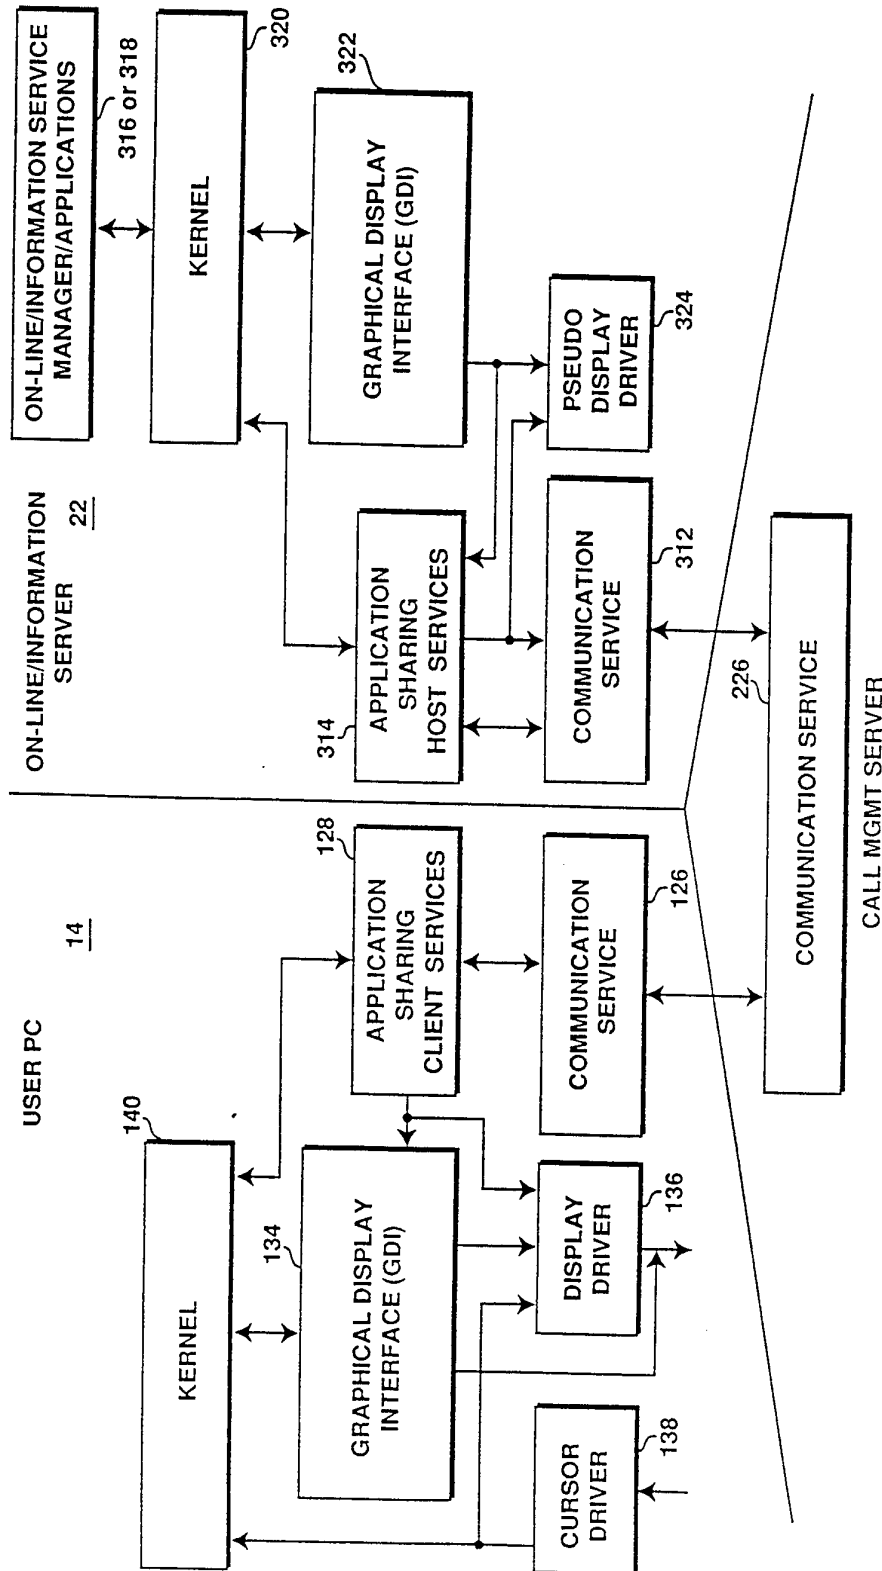 USER PC
14
140
KERNEL
134
GRAPHICAL DISPLAY
INTERFACE (GDI)
128
APPLICATION
SHARING
CLIENT SERVICES
CURSOR
DRIVER
138
DISPLAY
DRIVER
136
COMMUNICATION
SERVICE
126
ON-LINE/INFORMATION
SERVER
22
ON-LINE/INFORMATION SERVICE
MANAGER/APPLICATIONS
316 or 318
KERNEL
320
GRAPHICAL DISPLAY
INTERFACE (GDI)
322
314
APPLICATION
SHARING
HOST SERVICES
COMMUNICATION
SERVICE
312
PSEUDO
DISPLAY
DRIVER
324
226
COMMUNICATION SERVICE
CALL MGMT SERVER